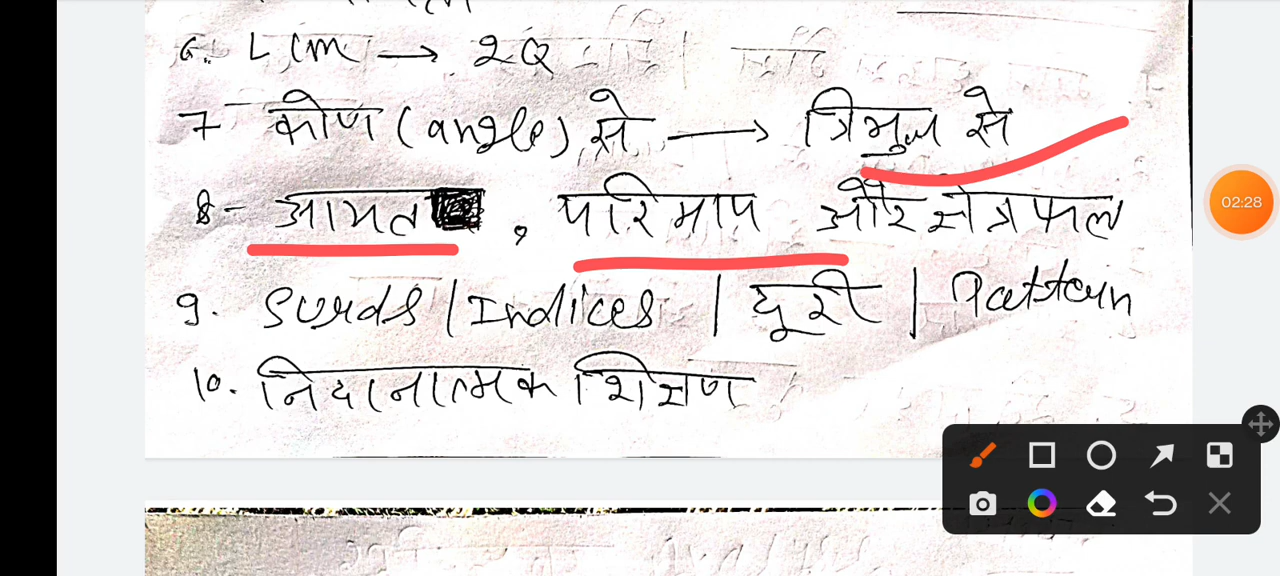 6. LCM → 2Q
7 कोण (angle) से → त्रिभुज से
8- आयत , परिमाप और क्षेत्रफल
9. Surds / Indices / दूरी / Pattern
10. निदानात्मक शिक्षण
02:28